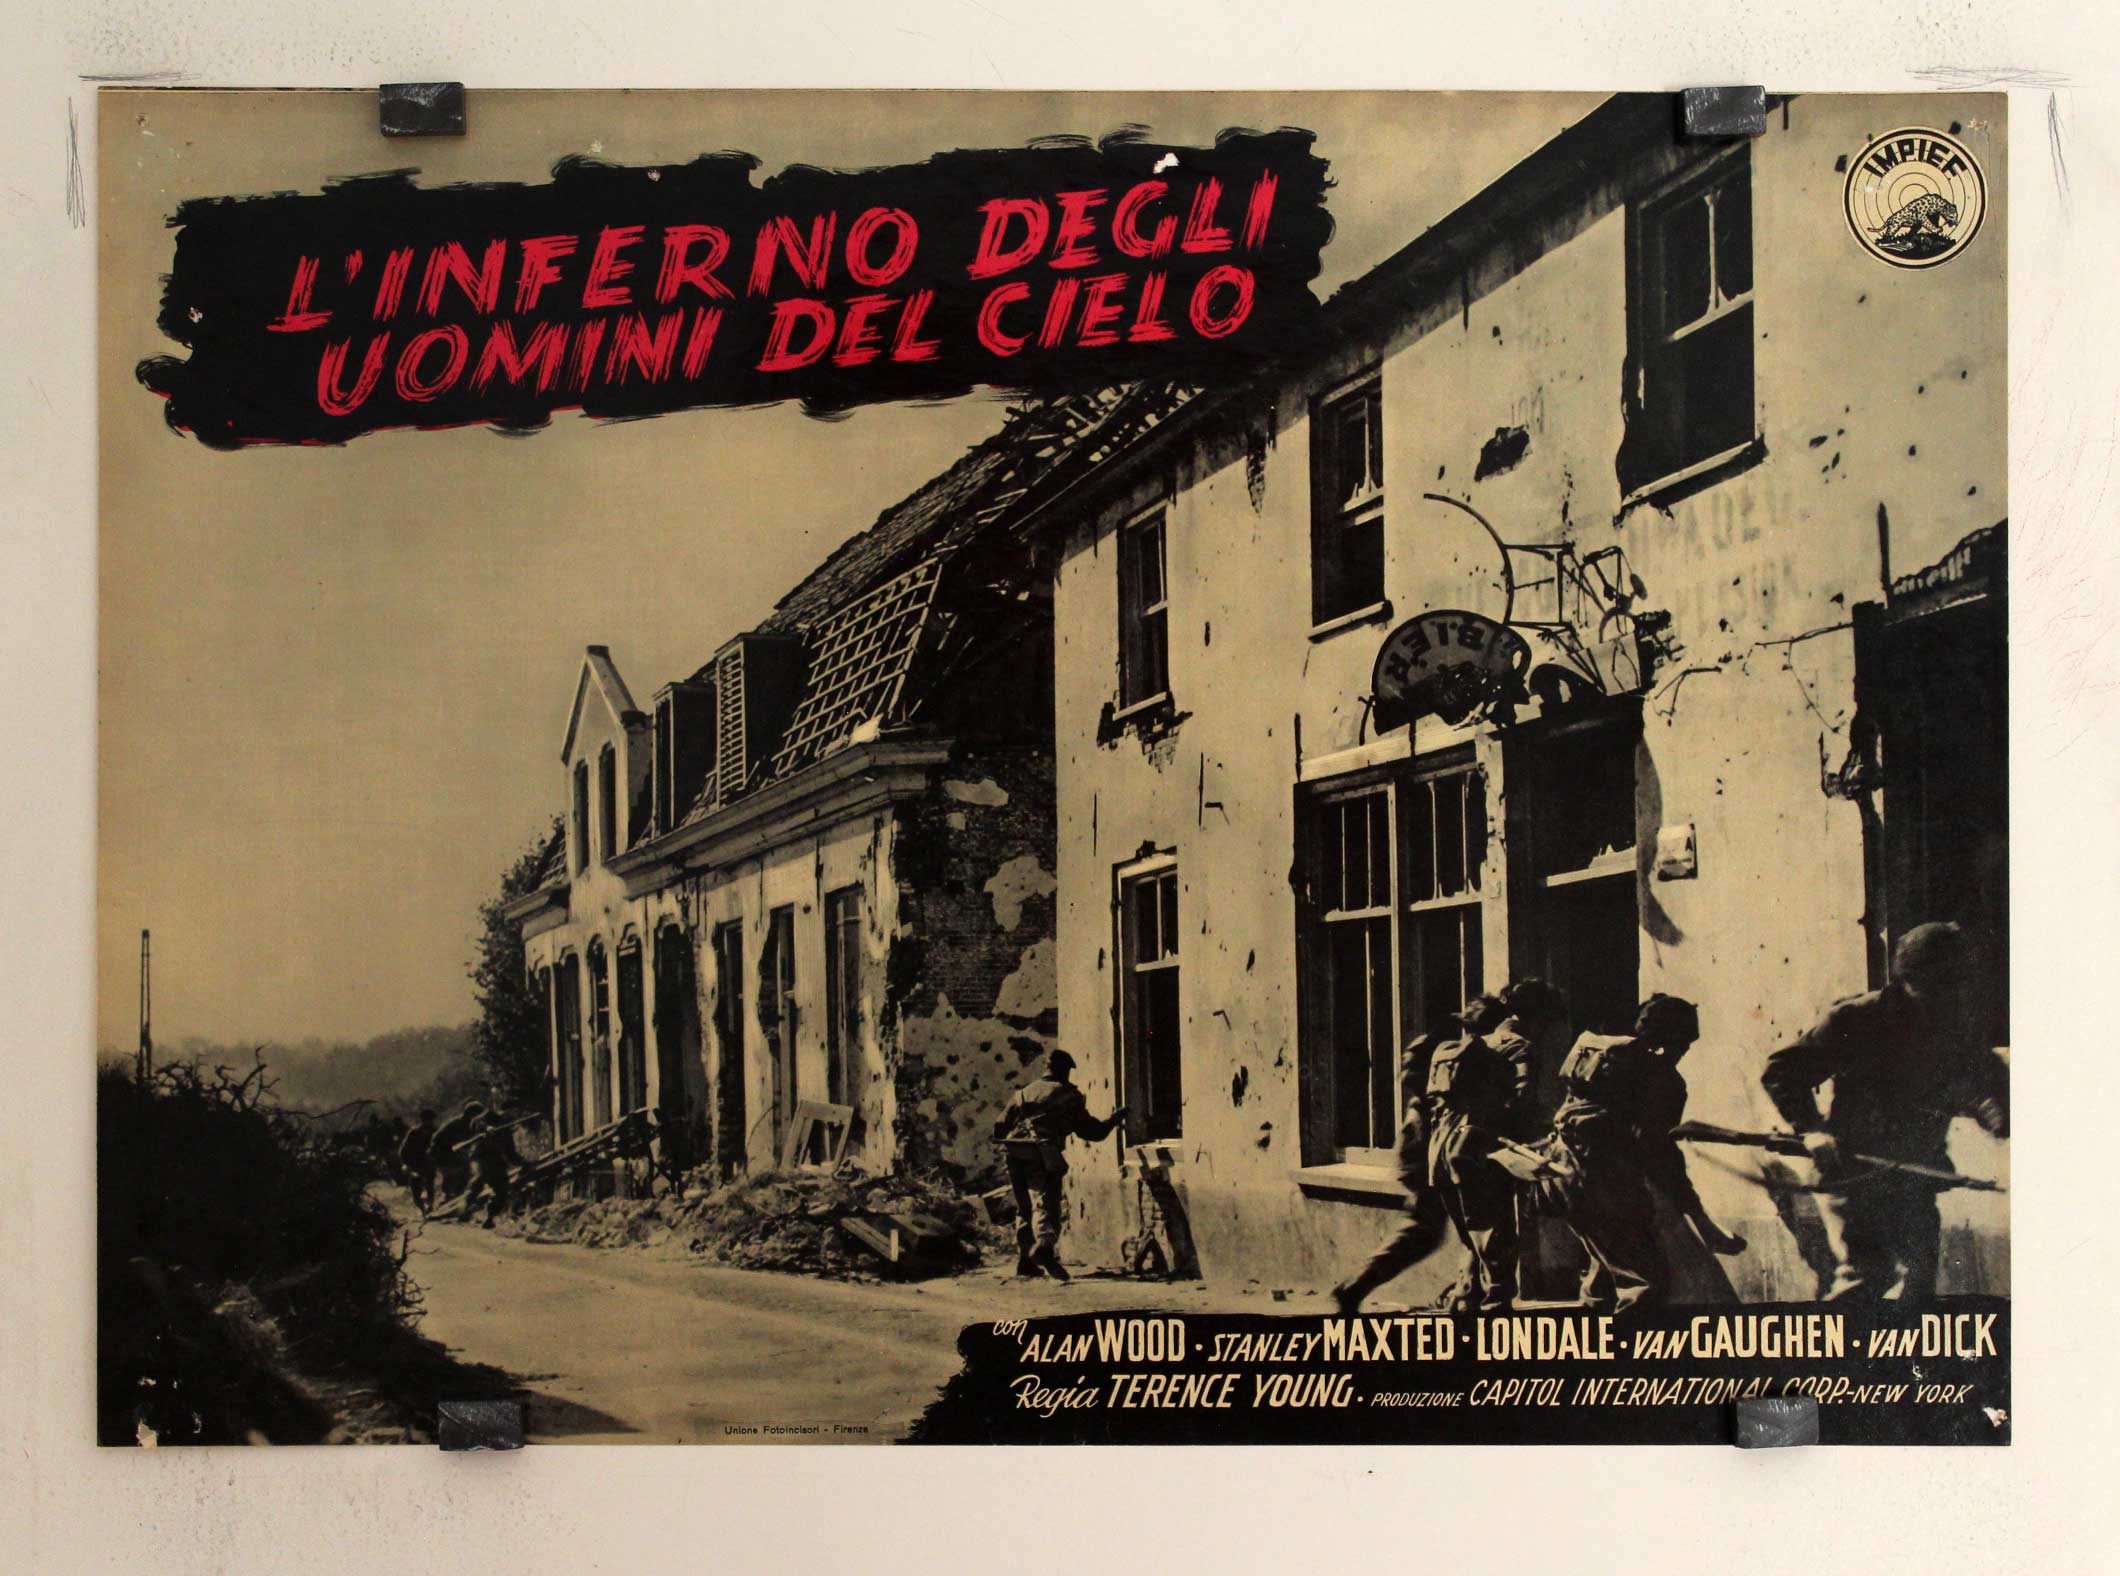 L'INFERNO DEGLI
UOMINI DEL CIELO
IMPIEF
BIER
con ALAN WOOD · STANLEY MAXTED · LONDALE · VAN GAUGHEN · VAN DICK
Regia TERENCE YOUNG · PRODUZIONE CAPITOL INTERNATIONAL CORP.-NEW YORK
Unione Fotoincisori - Firenze